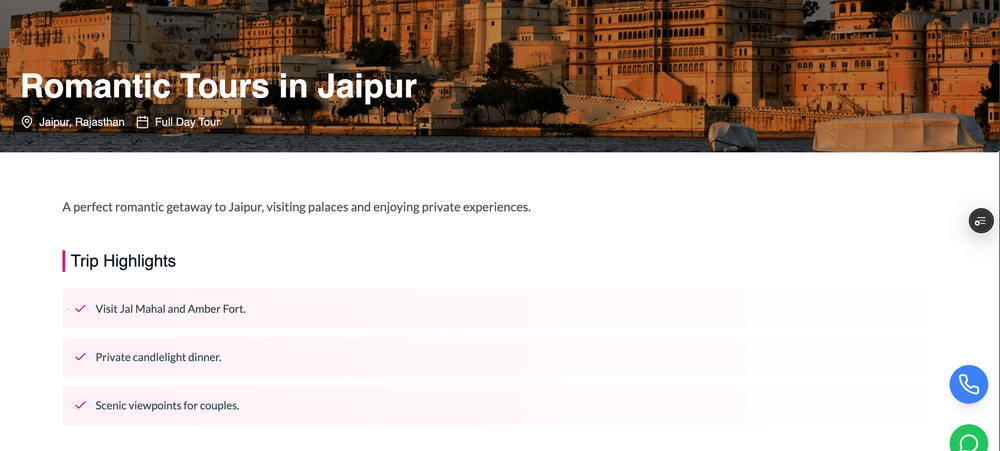 Romantic Tours in Jaipur
Jaipur, Rajasthan Full Day Tour
A perfect romantic getaway to Jaipur, visiting palaces and enjoying private experiences.
Trip Highlights
Visit Jal Mahal and Amber Fort.
Private candlelight dinner.
Scenic viewpoints for couples.